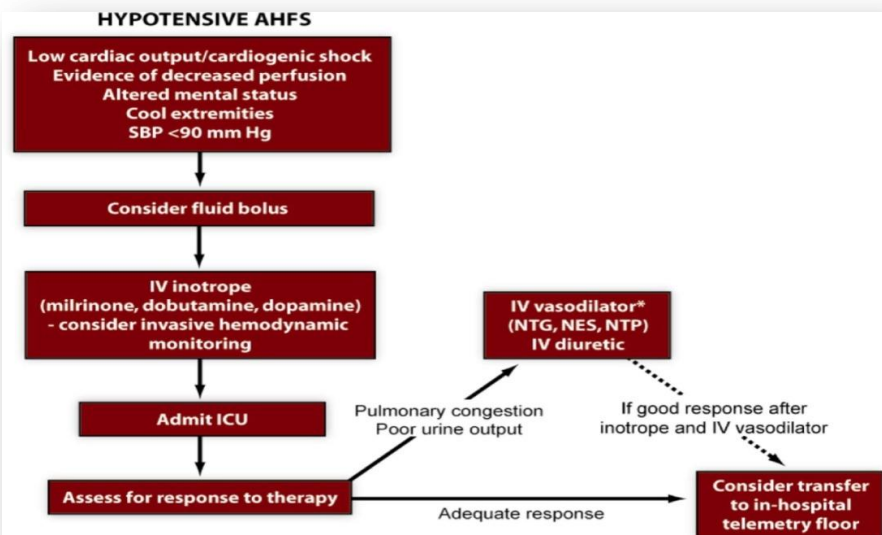 HYPOTENSIVE AHFS
Low cardiac output/cardiogenic shock
Evidence of decreased perfusion
Altered mental status
Cool extremities
SBP <90 mm Hg
Consider fluid bolus
IV inotrope
(milrinone, dobutamine, dopamine)
- consider invasive hemodynamic
monitoring
IV vasodilator*
(NTG, NES, NTP)
IV diuretic
Admit ICU
Pulmonary congestion
Poor urine output
If good response after
inotrope and IV vasodilator
Assess for response to therapy
Adequate response
Consider transfer
to in-hospital
telemetry floor